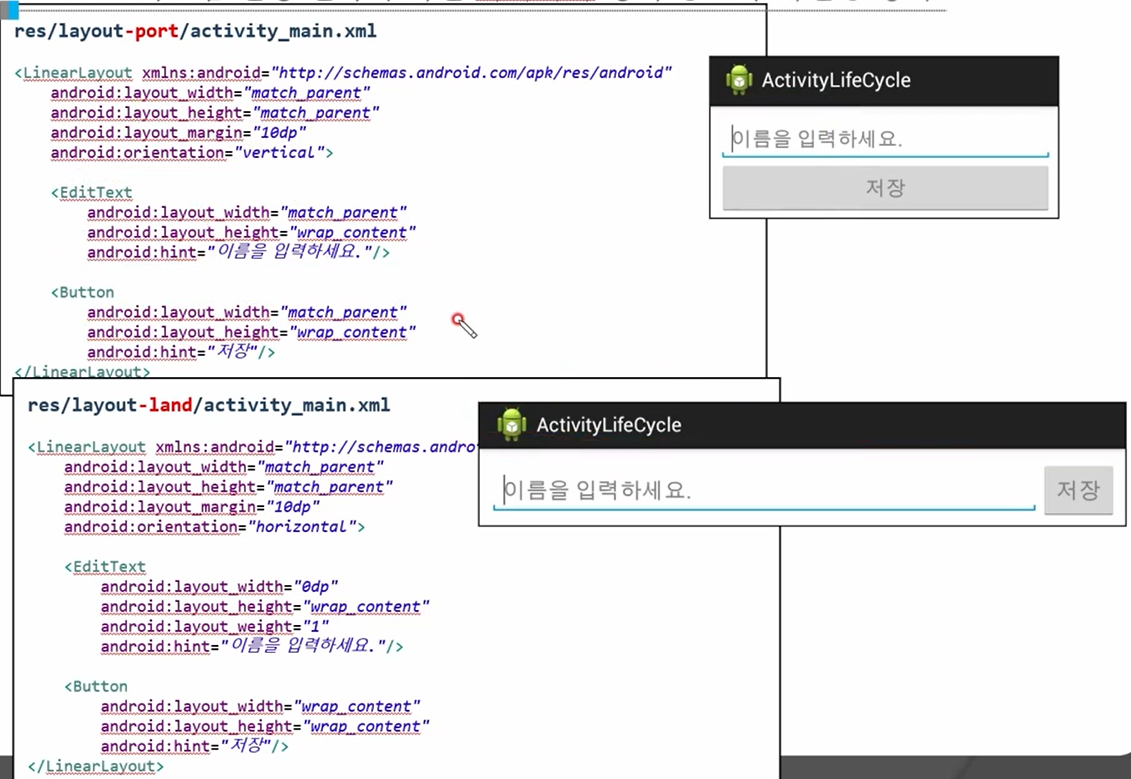 res/layout-port/activity_main.xml
<LinearLayout xmlns:android="http://schemas.android.com/apk/res/android"
android:layout_width="match_parent"
android:layout_height="match_parent"
android:layout_margin="10dp"
android:orientation="vertical">
<EditText
android:layout_width="match_parent"
android:layout_height="wrap_content"
android:hint="이름을 입력하세요."/>
<Button
android:layout_width="match_parent"
android:layout_height="wrap_content"
android:hint="저장"/>
</LinearLayout>
ActivityLifeCycle
이름을 입력하세요.
저장
res/layout-land/activity_main.xml
<LinearLayout xmlns:android="http://schemas.andro
android:layout_width="match_parent"
android:layout_height="match_parent"
android:layout_margin="10dp"
android:orientation="horizontal">
<EditText
android:layout_width="0dp"
android:layout_height="wrap_content"
android:layout_weight="1"
android:hint="이름을 입력하세요."/>
<Button
android:layout_width="wrap_content"
android:layout_height="wrap_content"
android:hint="저장"/>
</LinearLayout>
ActivityLifeCycle
이름을 입력하세요.
저장